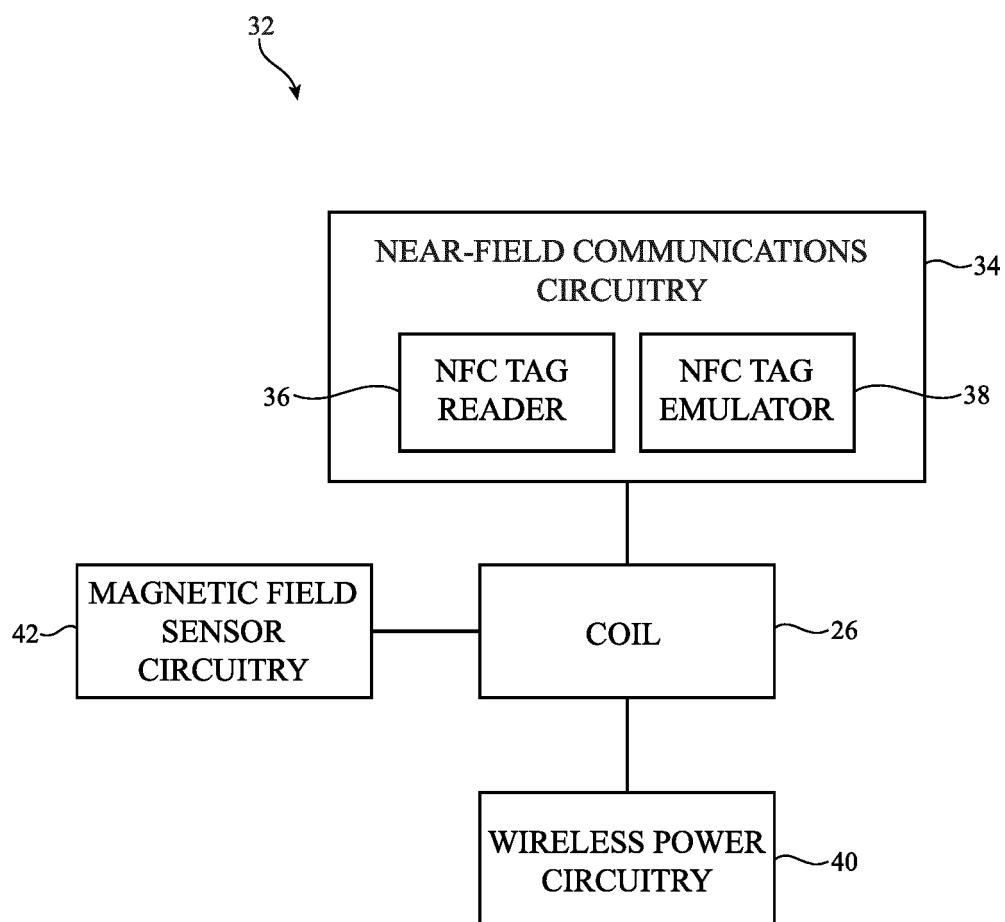 32
NEAR-FIELD COMMUNICATIONS
CIRCUITRY
34
NFC TAG
READER
36
NFC TAG
EMULATOR
38
MAGNETIC FIELD
SENSOR
CIRCUITRY
42
COIL
26
WIRELESS POWER
CIRCUITRY
40